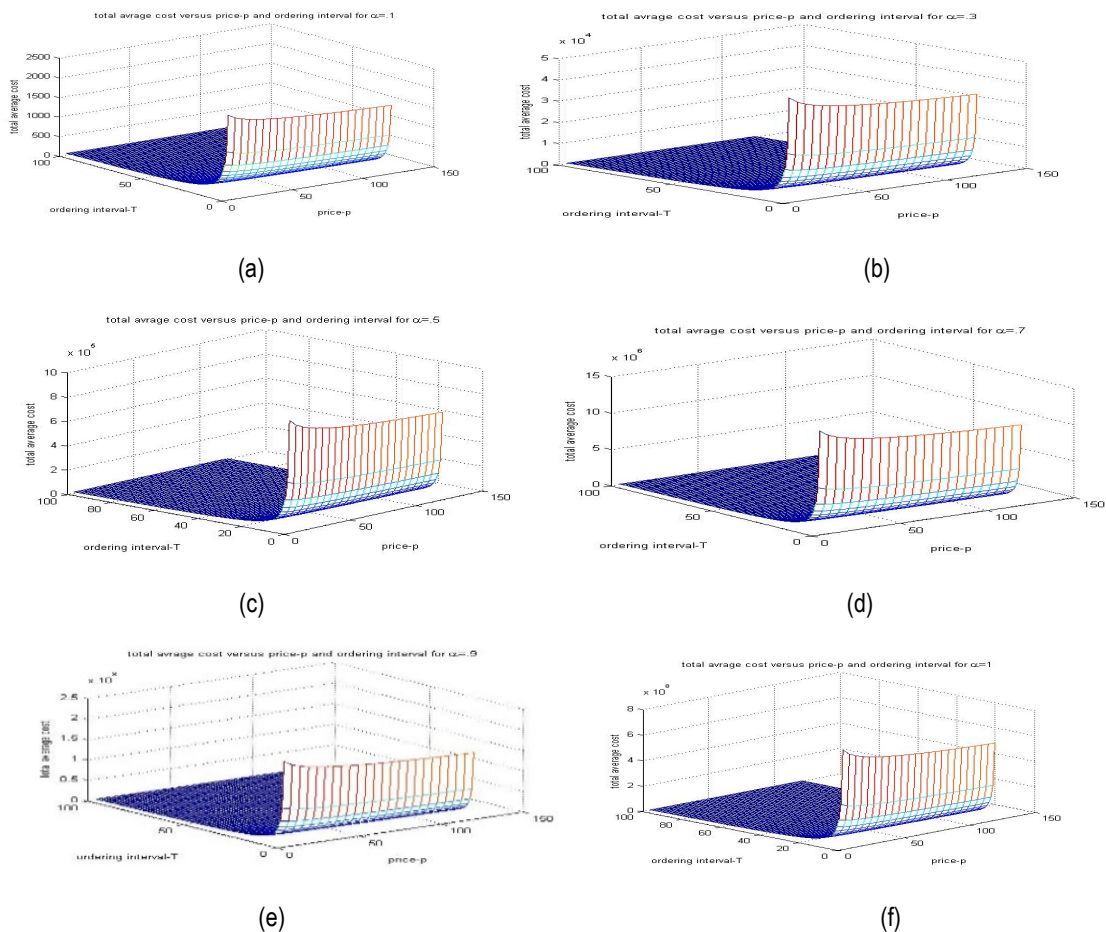 total avrage cost versus price-p and ordering interval for α=.1
2500
2000
1500
1000
500
0
total average cost
100
50
0
ordering interval-T
0
50
100
150
price-p
(a)
total avrage cost versus price-p and ordering interval for α=.3
x 10⁴
5
4
3
2
1
0
total average cost
100
50
0
ordering interval-T
0
50
100
150
price-p
(b)
total avrage cost versus price-p and ordering interval for α=.5
x 10
10
8
6
4
2
0
total average cost
100
80
60
40
20
0
ordering interval-T
0
50
100
150
price-p
(c)
total avrage cost versus price-p and ordering interval for α=.7
x 10⁶
15
10
5
0
total average cost
100
50
0
ordering interval-T
0
50
100
150
price-p
(d)
total avrage cost versus price-p and ordering interval for α=.9
x 10
2.5
2
1.5
1
0.5
0
total average cost
100
50
0
ordering interval-T
0
50
100
150
price-p
(e)
total avrage cost versus price-p and ordering interval for α=1
x 10
8
6
4
2
0
total average cost
100
80
60
40
20
0
ordering interval-T
0
50
100
150
price-p
(f)